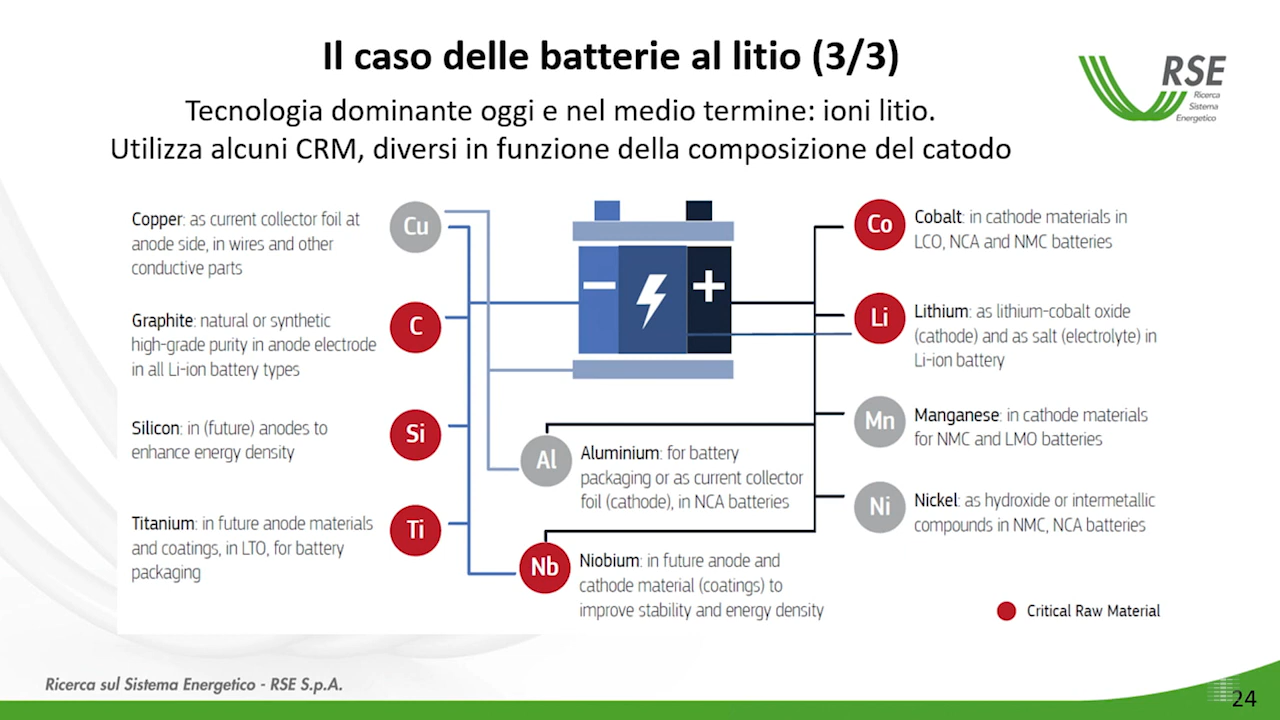 Il caso delle batterie al litio (3/3)
RSE
Ricerca
Sistema
Energetico
Tecnologia dominante oggi e nel medio termine: ioni litio.
Utilizza alcuni CRM, diversi in funzione della composizione del catodo
Copper: as current collector foil at
anode side, in wires and other
conductive parts
Cu
Graphite: natural or synthetic
high-grade purity in anode electrode
in all Li-ion battery types
C
Silicon: in (future) anodes to
enhance energy density
Si
Titanium: in future anode materials
and coatings, in LTO, for battery
packaging
Ti
− +
Al
Aluminium: for battery
packaging or as current collector
foil (cathode), in NCA batteries
Nb
Niobium: in future anode and
cathode material (coatings) to
improve stability and energy density
Co
Cobalt: in cathode materials in
LCO, NCA and NMC batteries
Li
Lithium: as lithium-cobalt oxide
(cathode) and as salt (electrolyte) in
Li-ion battery
Mn
Manganese: in cathode materials
for NMC and LMO batteries
Ni
Nickel: as hydroxide or intermetallic
compounds in NMC, NCA batteries
Critical Raw Material
Ricerca sul Sistema Energetico - RSE S.p.A.
24